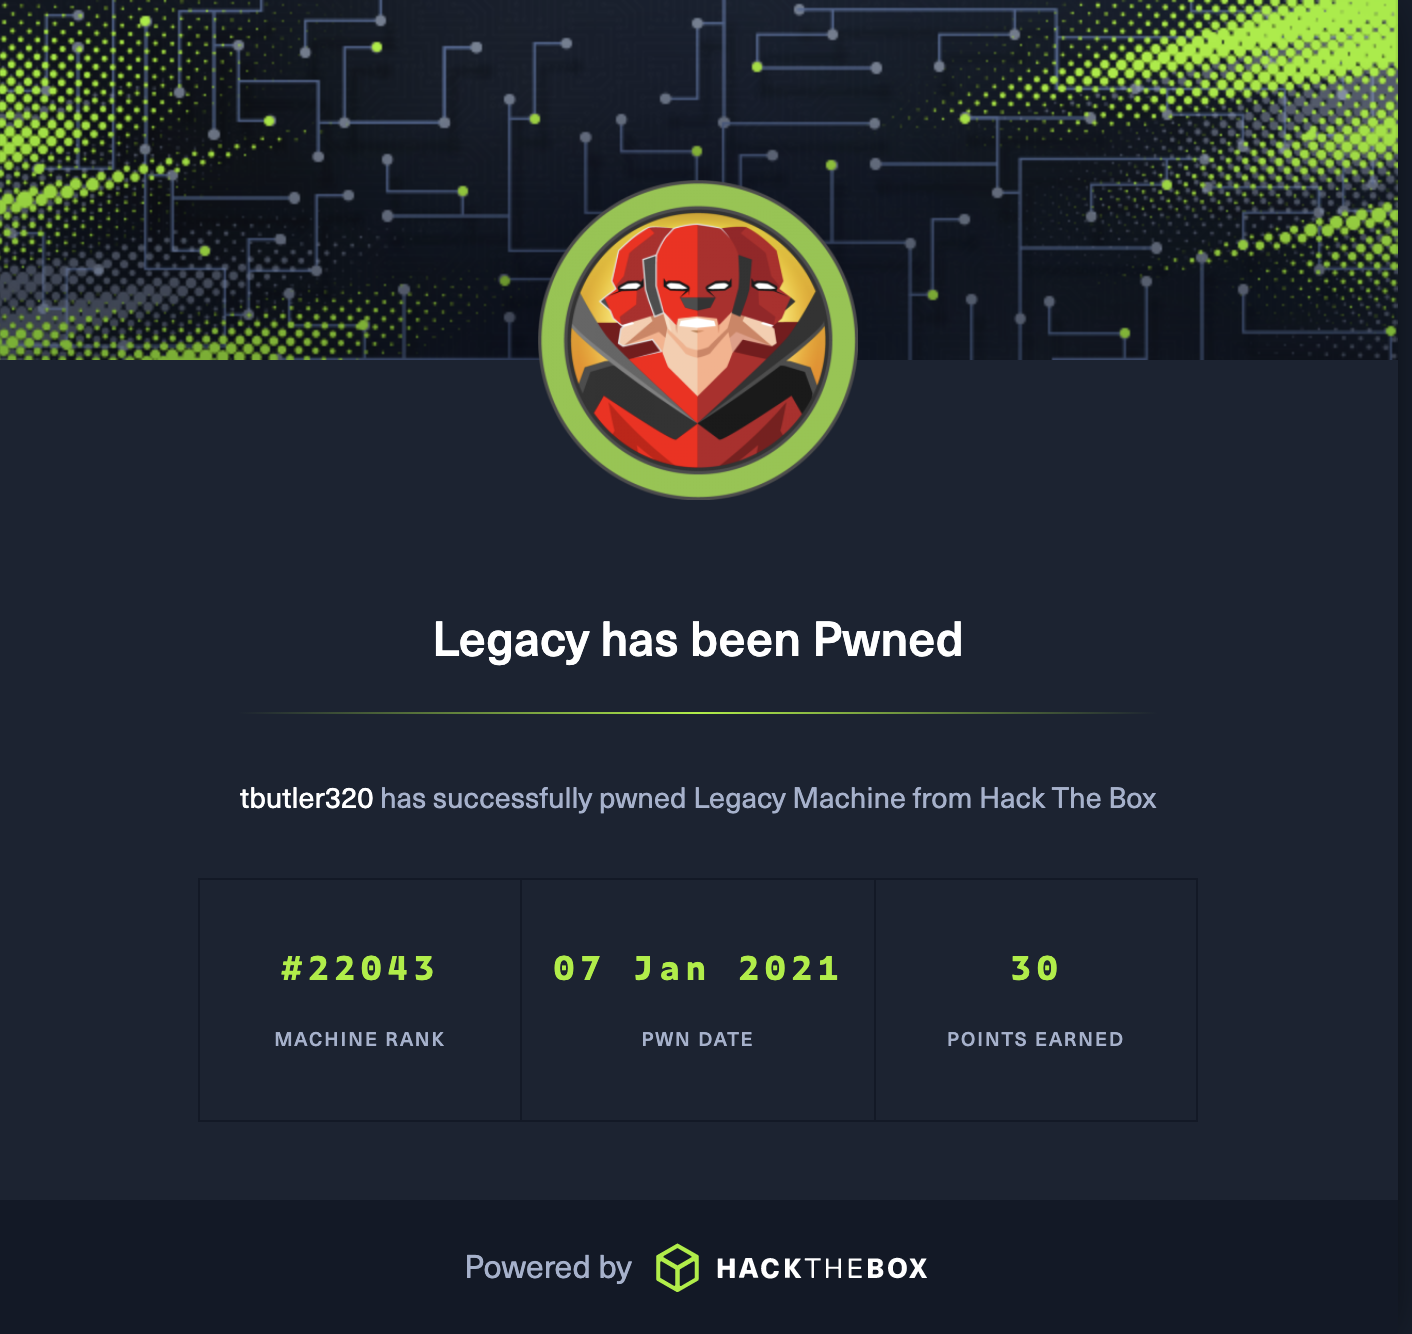 Legacy has been Pwned
tbutler320 has successfully pwned Legacy Machine from Hack The Box
#22043
MACHINE RANK
07 Jan 2021
PWN DATE
30
POINTS EARNED
Powered by HACKTHEBOX